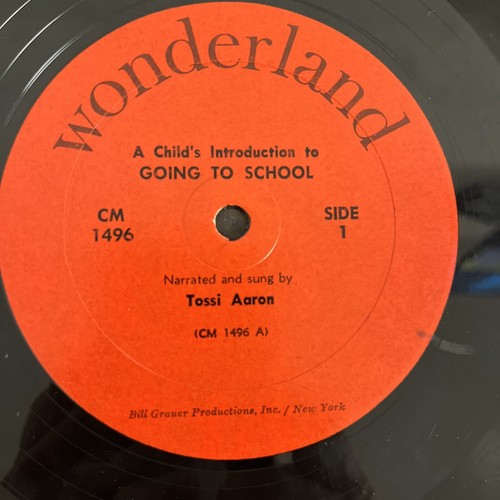 wonderland
A Child's Introduction to
GOING TO SCHOOL
CM
1496
SIDE
1
Narrated and sung by
Tossi Aaron
(CM 1496 A)
Bill Grauer Productions, Inc. / New York